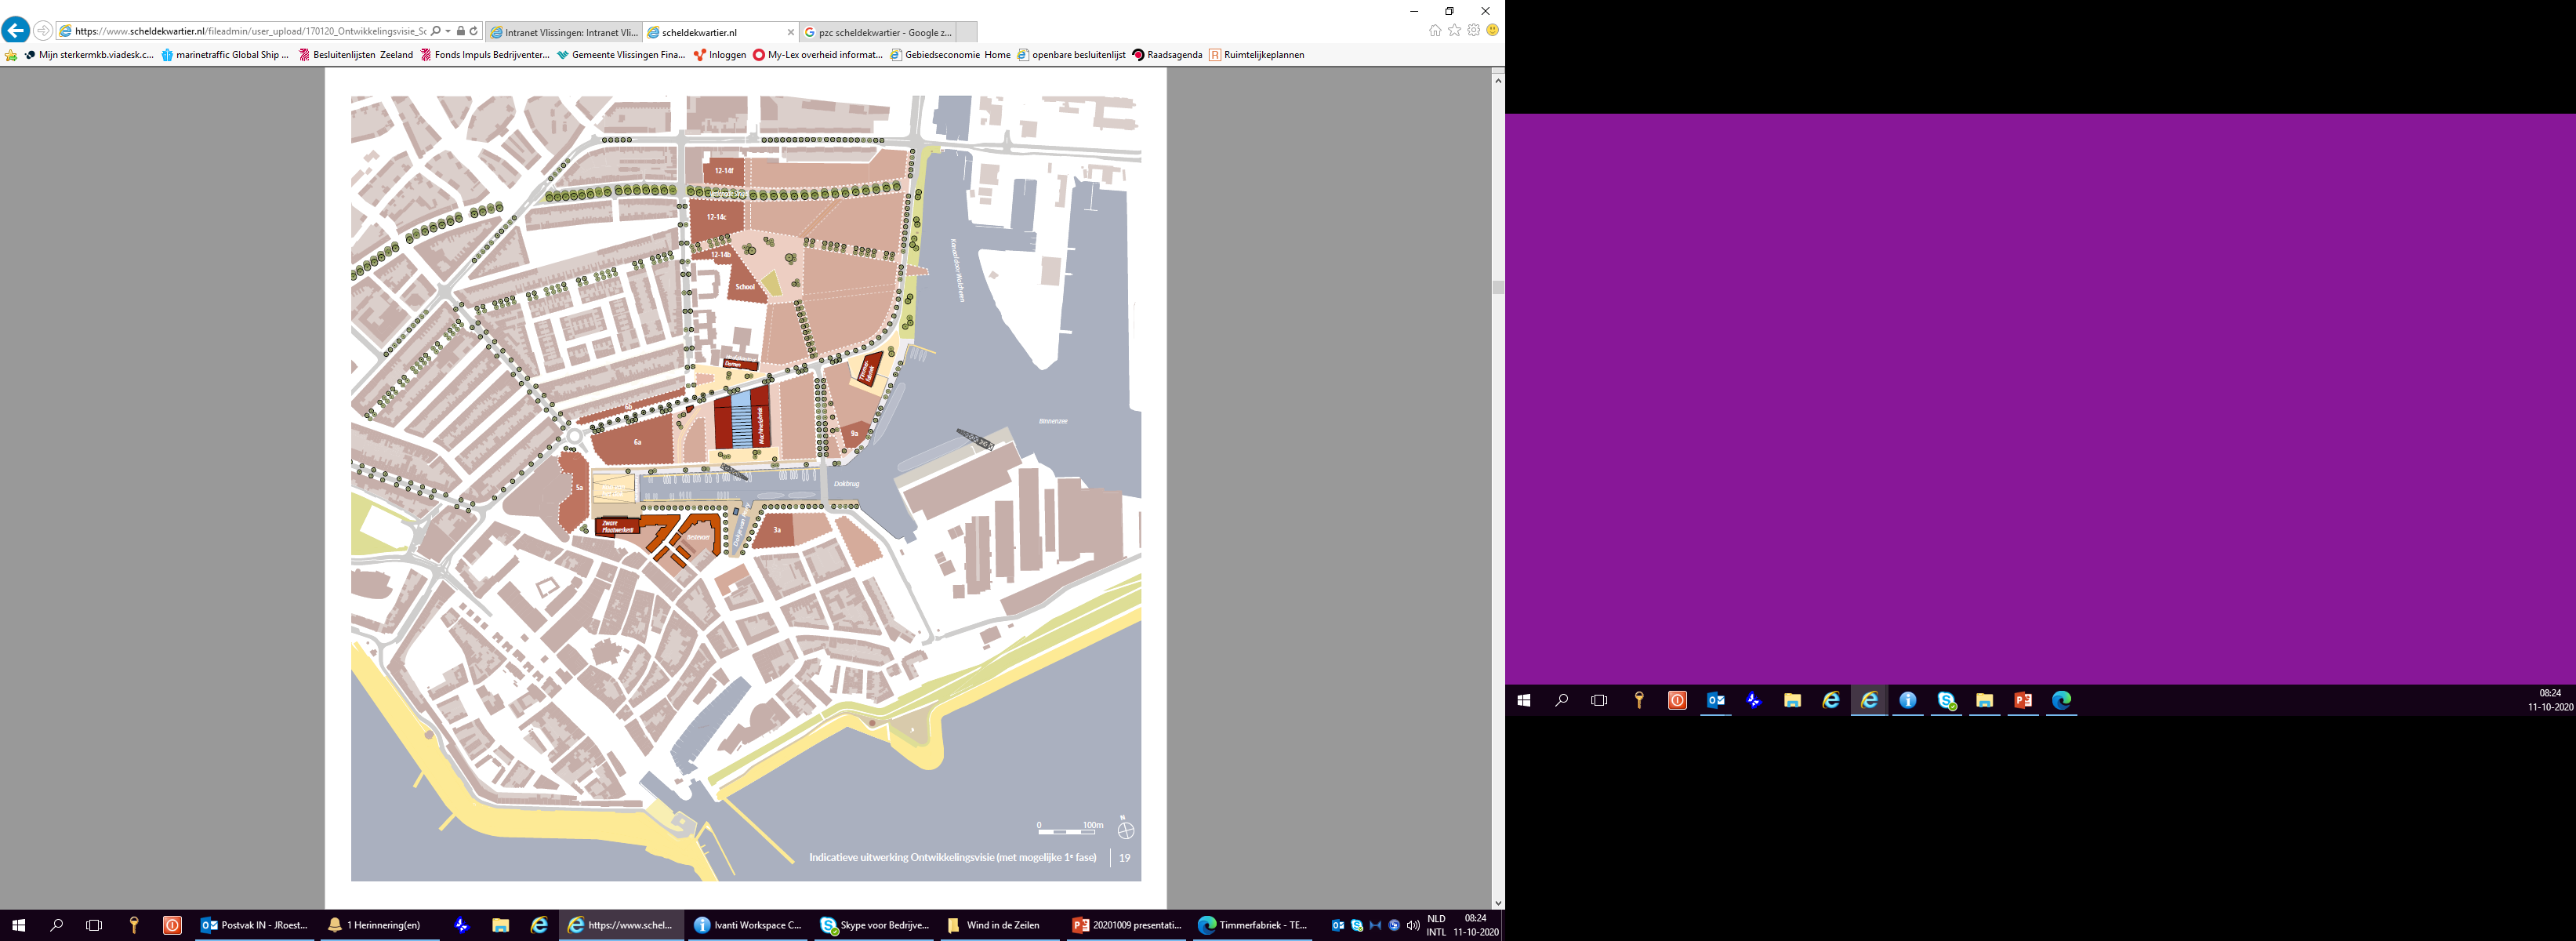 https://www.scheldekwartier.nl/fileadmin/user_upload/170120_Ontwikkelingsvisie_Sc
Intranet Vlissingen: Intranet Vli...
scheldekwartier.nl
pzc scheldekwartier - Google z...
Mijn sterkermkb.viadesk.c...
marinetraffic Global Ship ...
Besluitenlijsten Zeeland
Fonds Impuls Bedrijventer...
Gemeente Vlissingen Fina...
Inloggen
My-Lex overheid informat...
Gebiedseconomie Home
openbare besluitenlijst
Raadsagenda
Ruimtelijkeplannen
12-14f
12-14c
12-14b
School
Kanaal door Walcheren
Machinefabriek
6a
9a
Binnenzee
5a
Dokbrug
Zware
Plaatwerkerij
Bestevaer
3a
0 100m
N
Indicatieve uitwerking Ontwikkelingsvisie (met mogelijke 1e fase) 19
Postvak IN - JRoest...
1 Herinnering(en)
https://www.schel...
Ivanti Workspace C...
Skype voor Bedrijve...
Wind in de Zeilen
20201009 presentati...
Timmerfabriek - TE...
NLD
INTL
08:24
11-10-2020
08:24
11-10-2020